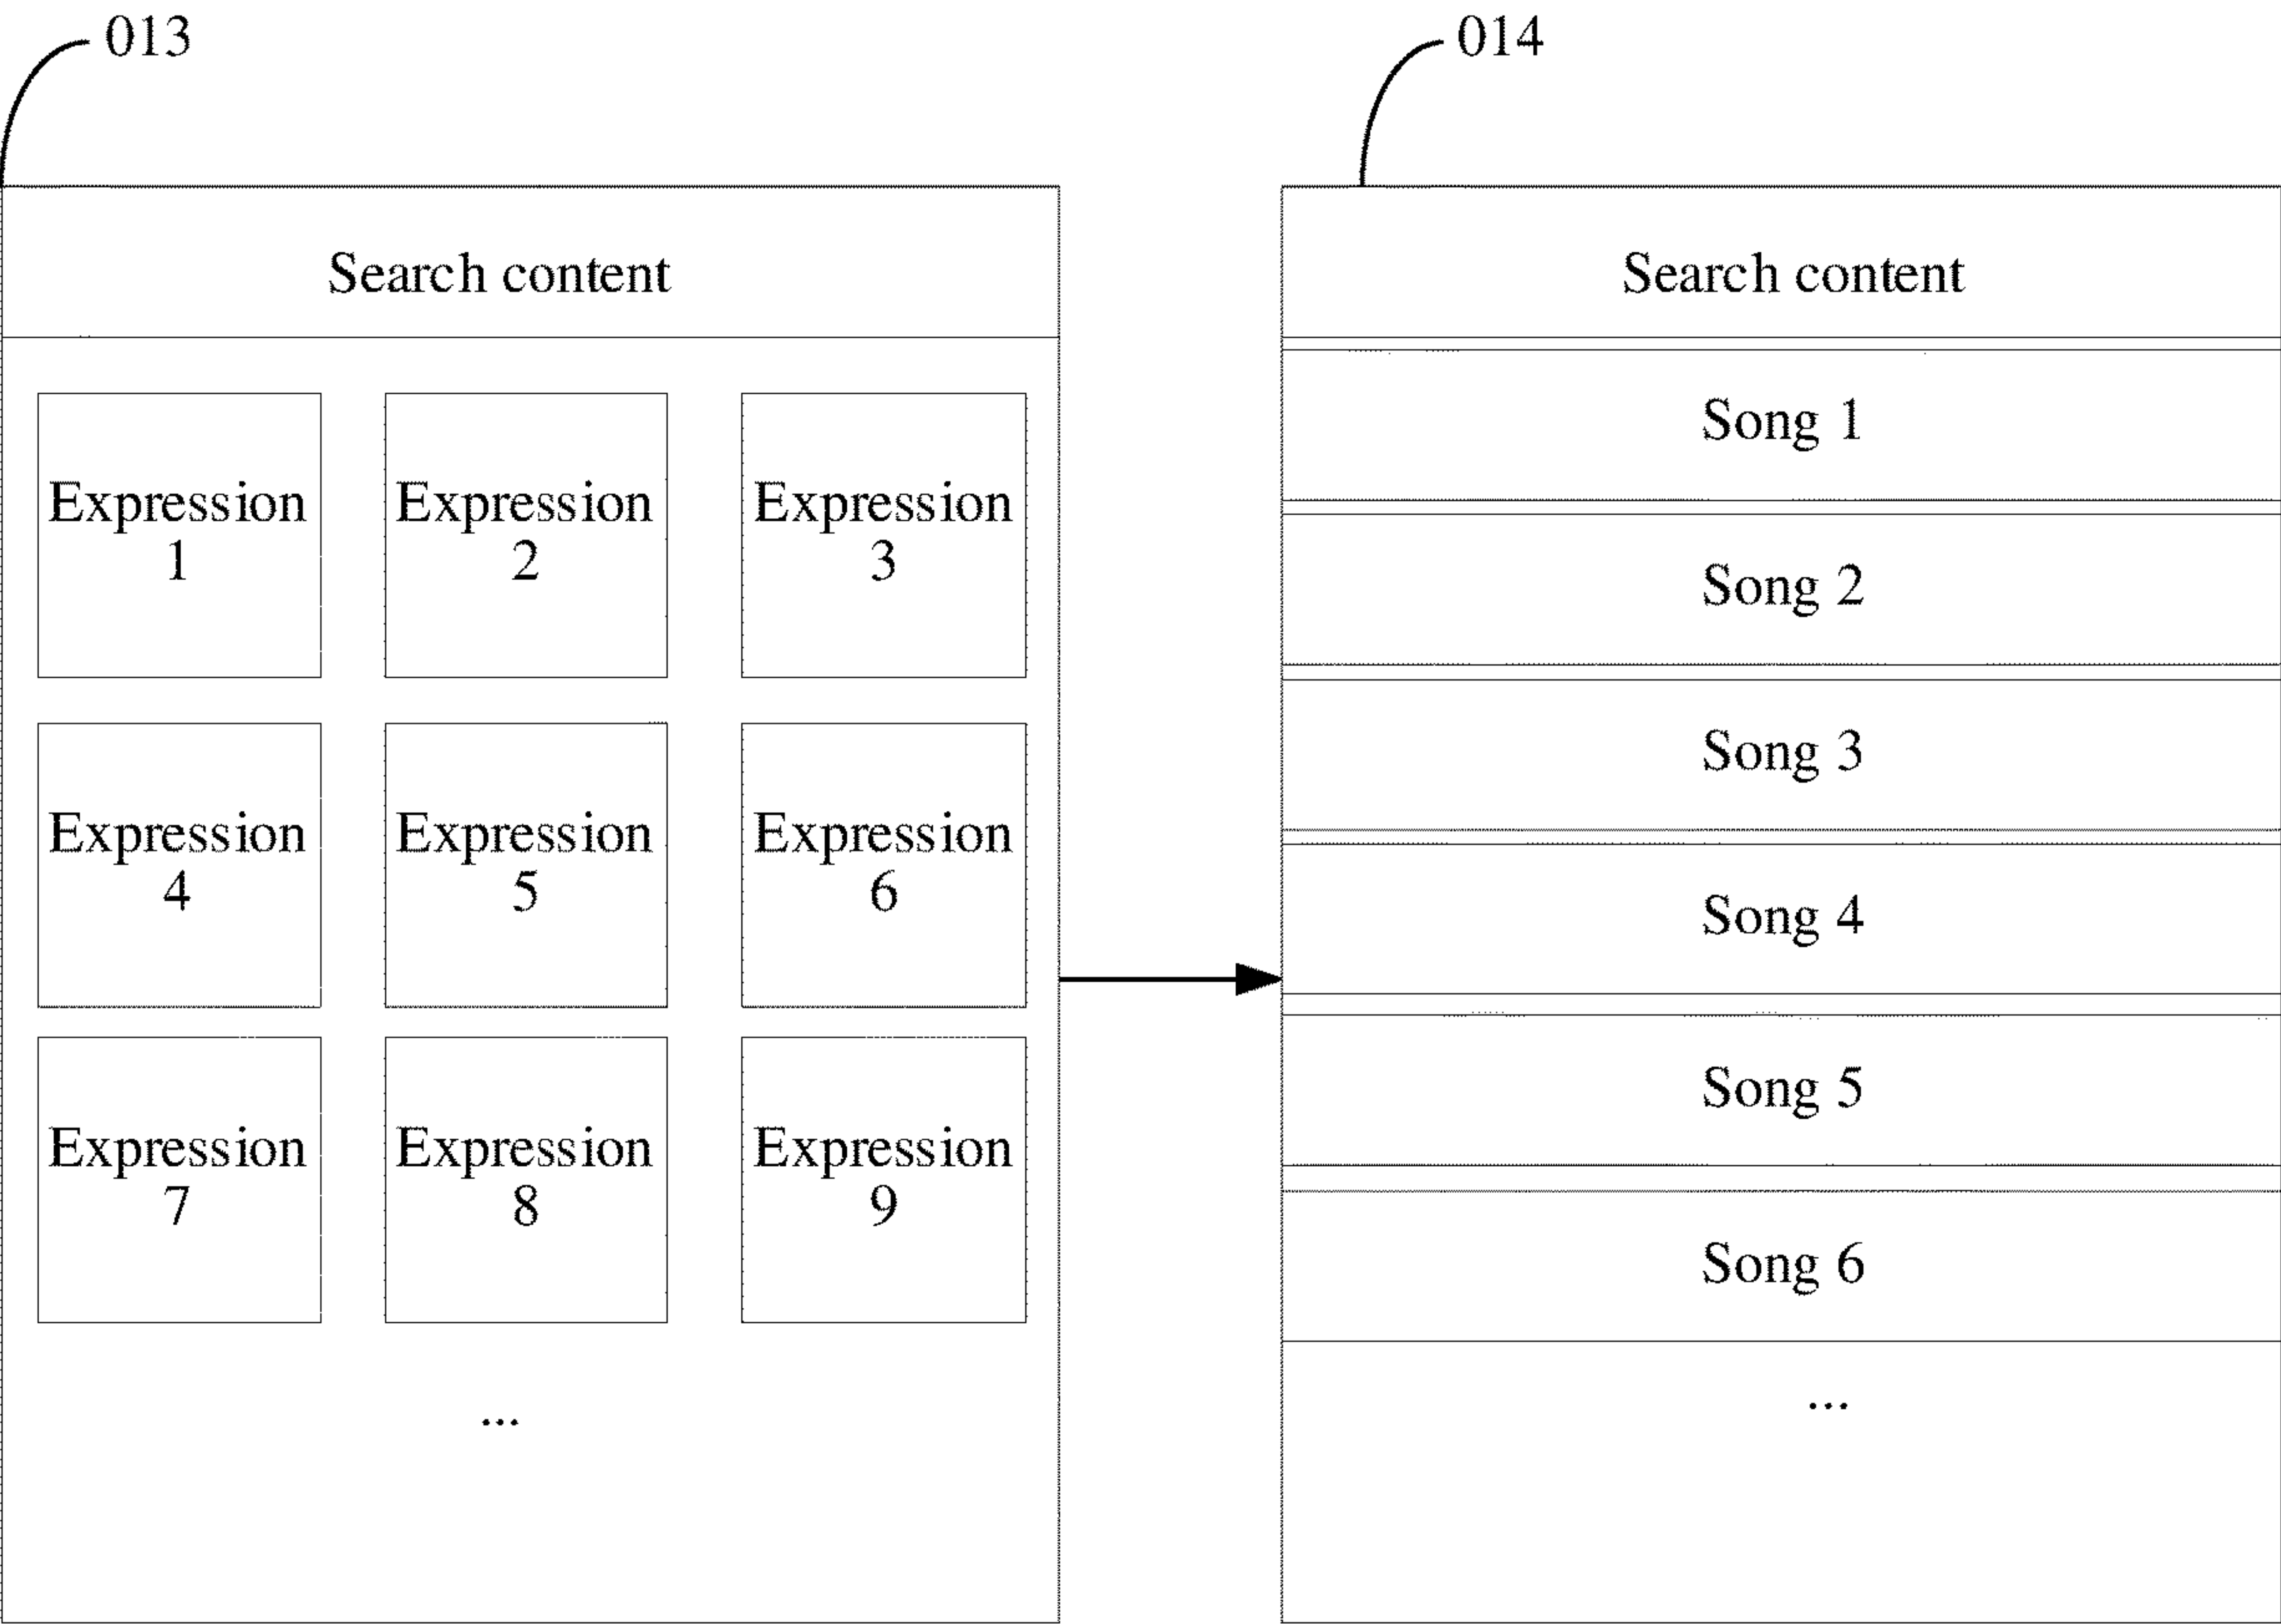 013
Search content
Expression
1
Expression
2
Expression
3
Expression
4
Expression
5
Expression
6
Expression
7
Expression
8
Expression
9
...
014
Search content
Song 1
Song 2
Song 3
Song 4
Song 5
Song 6
...